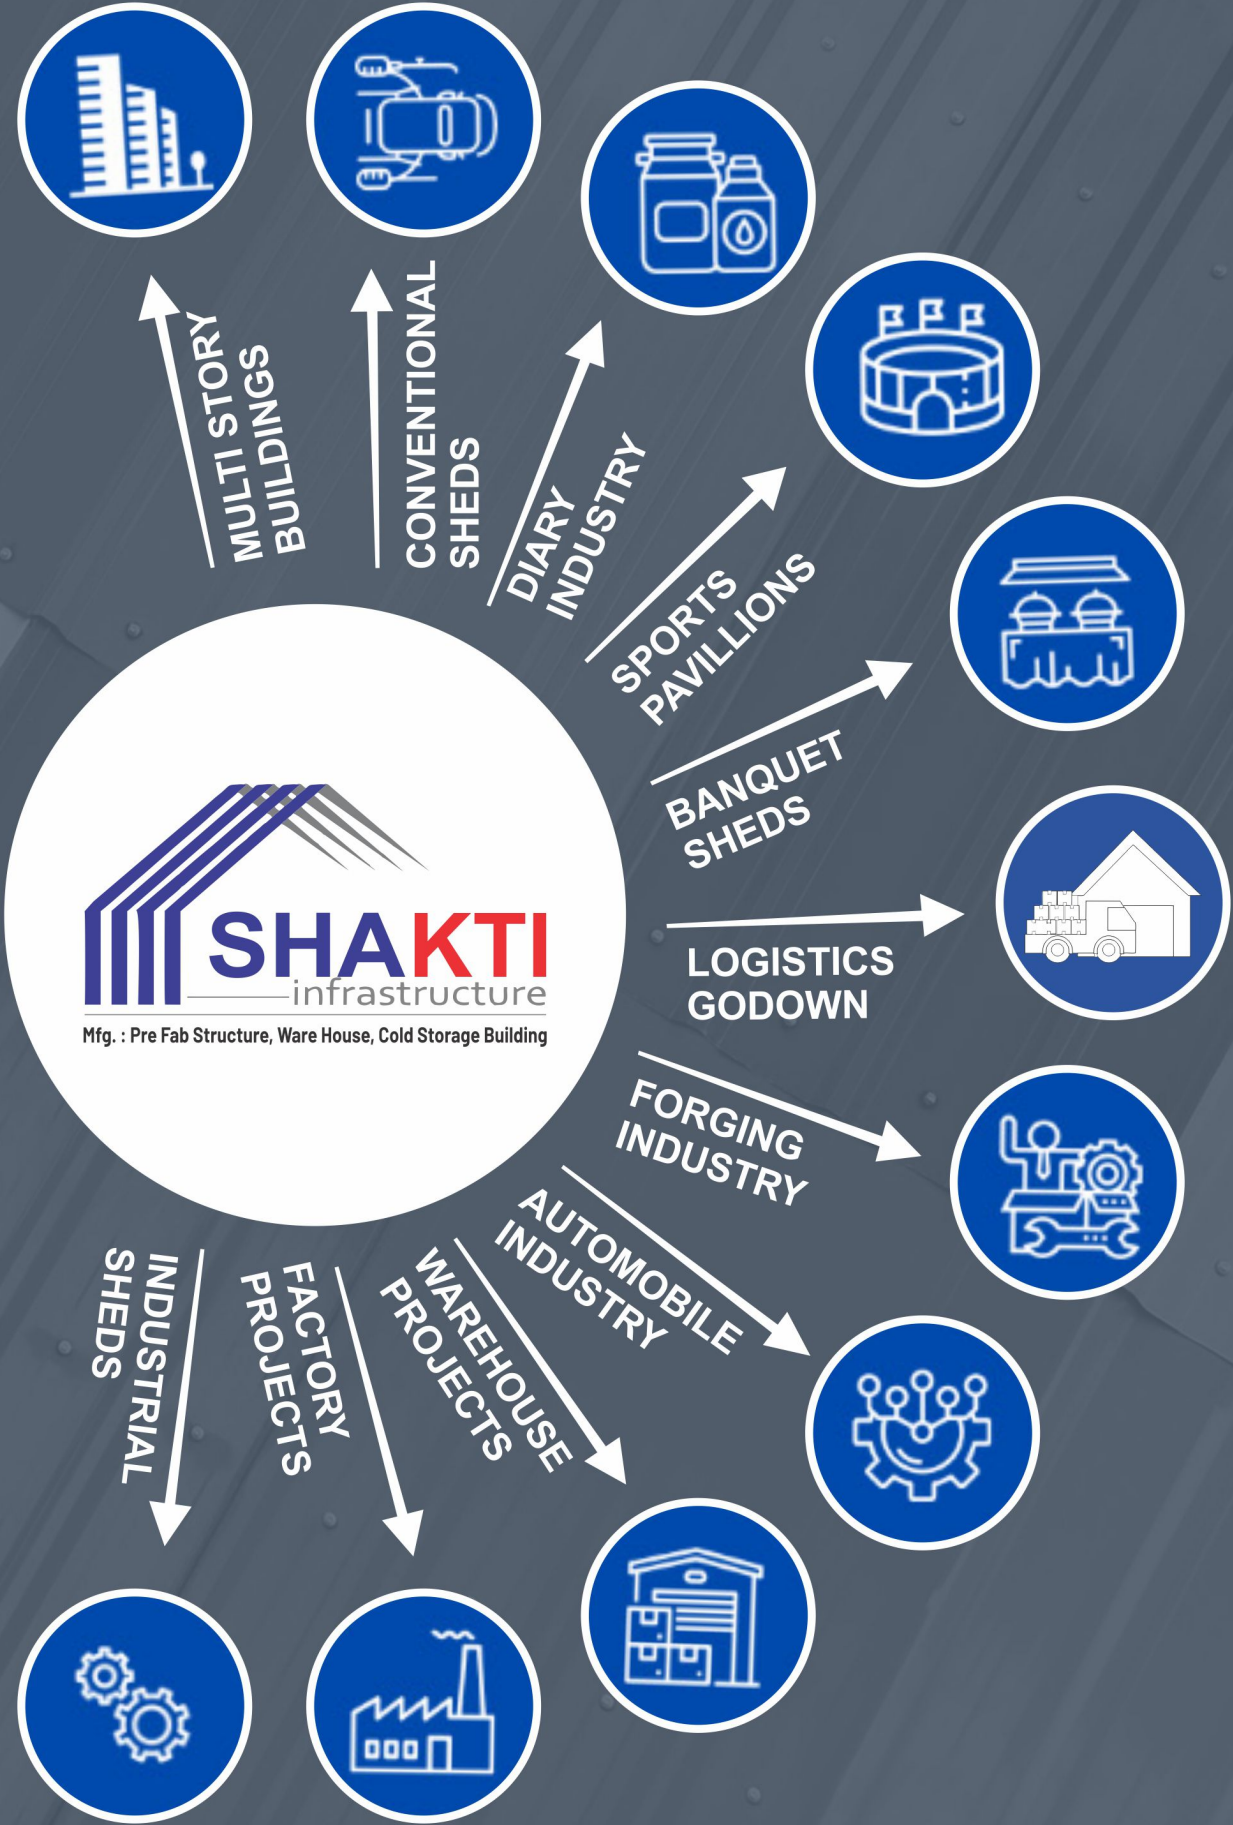 MULTI STORY
BUILDINGS
CONVENTIONAL
SHEDS
DIARY
INDUSTRY
SPORTS
PAVILLIONS
BANQUET
SHEDS
LOGISTICS
GODOWN
FORGING
INDUSTRY
AUTOMOBILE
INDUSTRY
WAREHOUSE
PROJECTS
FACTORY
PROJECTS
INDUSTRIAL
SHEDS
SHAKTI
infrastructure
Mfg. : Pre Fab Structure, Ware House, Cold Storage Building